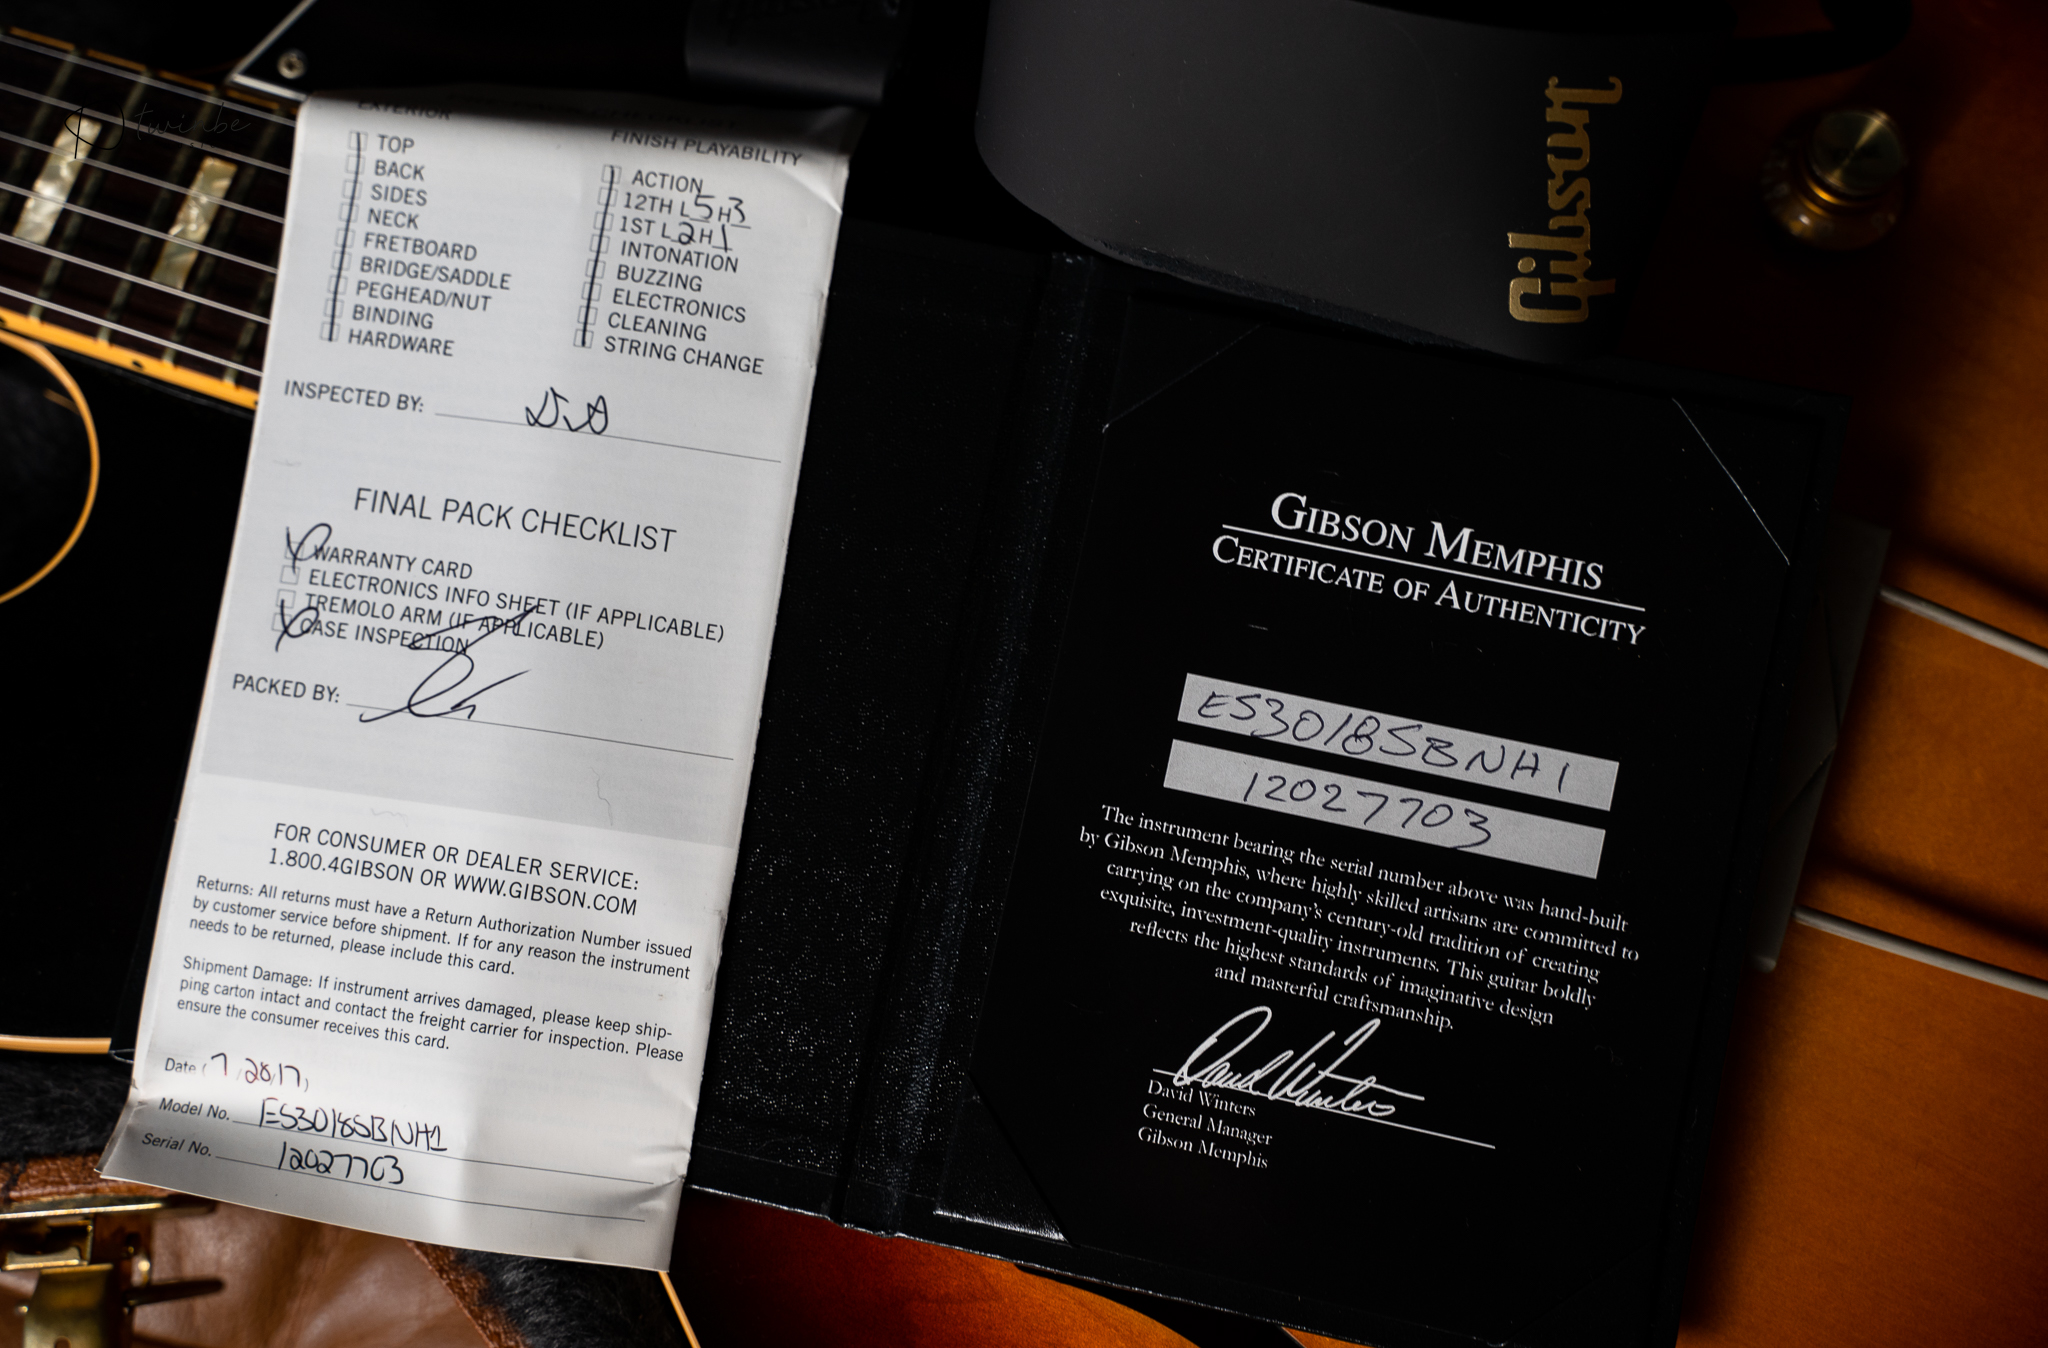 EXTERIOR
TOP
BACK
SIDES
NECK
FRETBOARD
BRIDGE/SADDLE
PEGHEAD/NUT
BINDING
HARDWARE
FINISH PLAYABILITY
ACTION
12TH L 5 H 3
1ST L 2 H 1
INTONATION
BUZZING
ELECTRONICS
CLEANING
STRING CHANGE
INSPECTED BY:
FINAL PACK CHECKLIST
WARRANTY CARD
ELECTRONICS INFO SHEET (IF APPLICABLE)
TREMOLO ARM (IF APPLICABLE)
CASE INSPECTION
PACKED BY:
FOR CONSUMER OR DEALER SERVICE:
1.800.4GIBSON OR WWW.GIBSON.COM
Returns: All returns must have a Return Authorization Number issued
by customer service before shipment. If for any reason the instrument
needs to be returned, please include this card.
Shipment Damage: If instrument arrives damaged, please keep ship-
ping carton intact and contact the freight carrier for inspection. Please
ensure the consumer receives this card.
Date ( 7 / 28 / 17 )
Model No. ES3018SBNH1
Serial No. 12027703
Gibson
GIBSON MEMPHIS
CERTIFICATE OF AUTHENTICITY
ES3018SBNH1
12027703
The instrument bearing the serial number above was hand-built
by Gibson Memphis, where highly skilled artisans are committed to
carrying on the company's century-old tradition of creating
exquisite, investment-quality instruments. This guitar boldly
reflects the highest standards of imaginative design
and masterful craftsmanship.
David Winters
David Winters
General Manager
Gibson Memphis